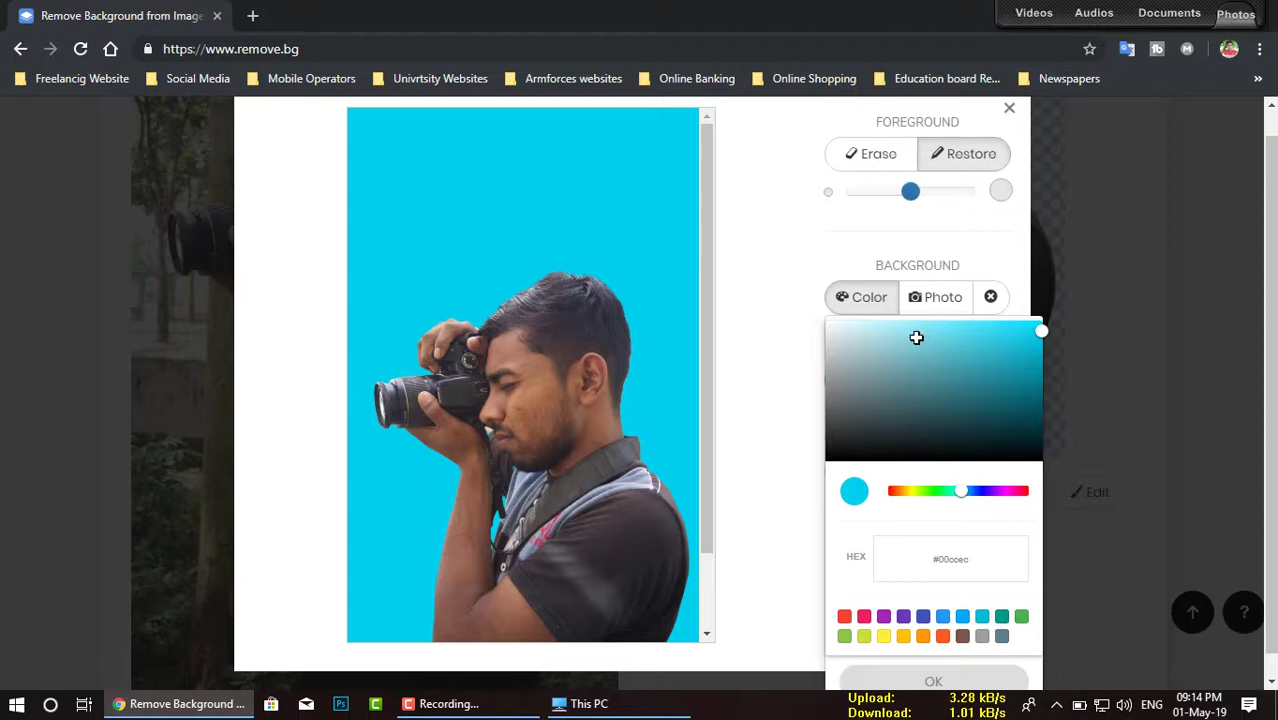 Remove Background from Image
Videos Audios Documents Photos
https://www.remove.bg
Freelancig Website Social Media Mobile Operators Univrtsity Websites Armforces websites Online Banking Online Shopping Education board Re... Newspapers »
FOREGROUND
Erase Restore
BACKGROUND
Color Photo
Edit
HEX #00ccec
OK
Remove Background ... Ps Recording... This PC
Upload: 3.28 kB/s
Download: 1.01 kB/s
ENG
09:14 PM
01-May-19